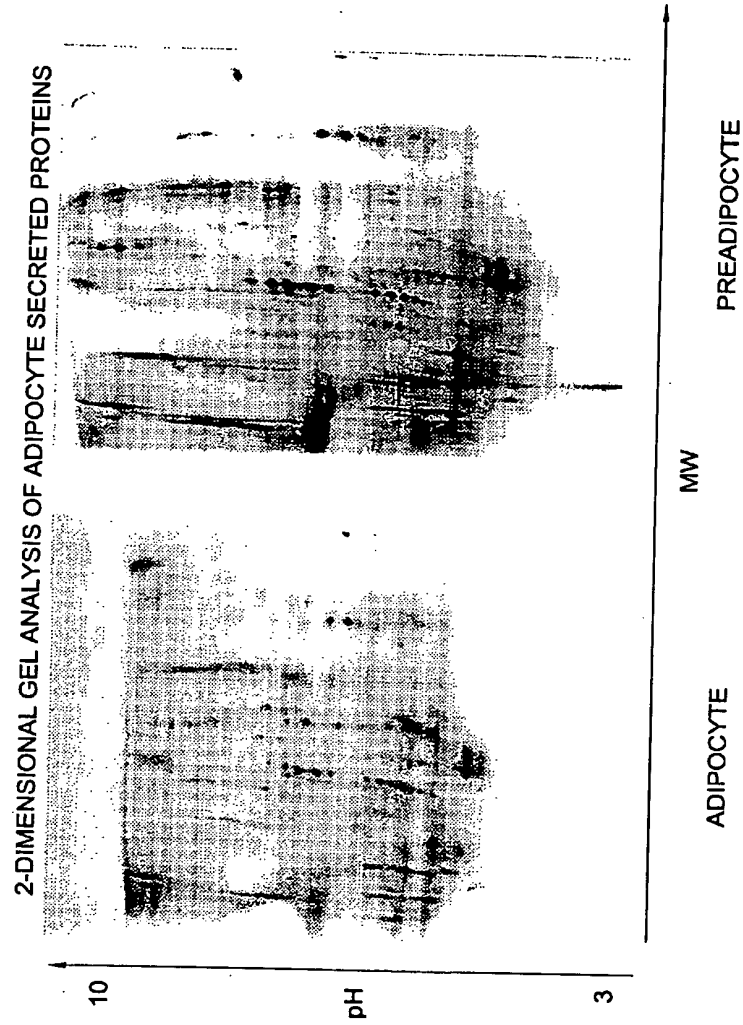 2-DIMENSIONAL GEL ANALYSIS OF ADIPOCYTE SECRETED PROTEINS
10
pH
3
MW
ADIPOCYTE
PREADIPOCYTE